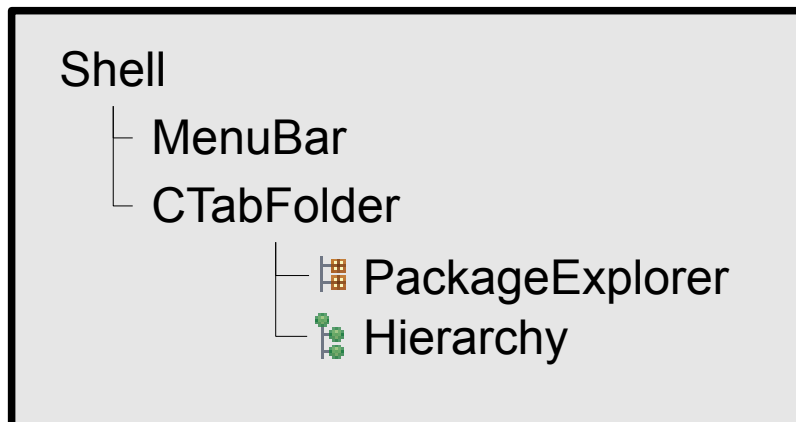 Shell
MenuBar
CTabFolder
PackageExplorer
Hierarchy